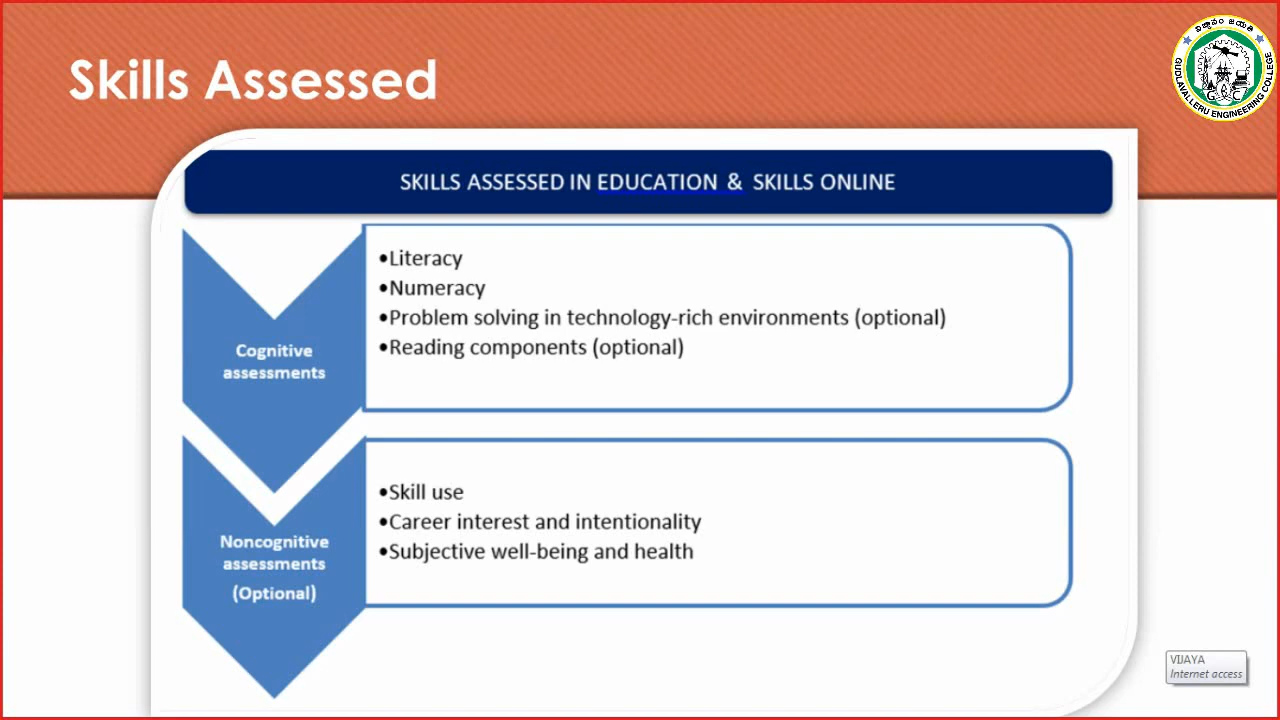 Skills Assessed
GUDLAVALLERU ENGINEERING COLLEGE
SKILLS ASSESSED IN EDUCATION & SKILLS ONLINE
Cognitive
assessments
•Literacy
•Numeracy
•Problem solving in technology-rich environments (optional)
•Reading components (optional)
Noncognitive
assessments
(Optional)
•Skill use
•Career interest and intentionality
•Subjective well-being and health
VIJAYA
Internet access